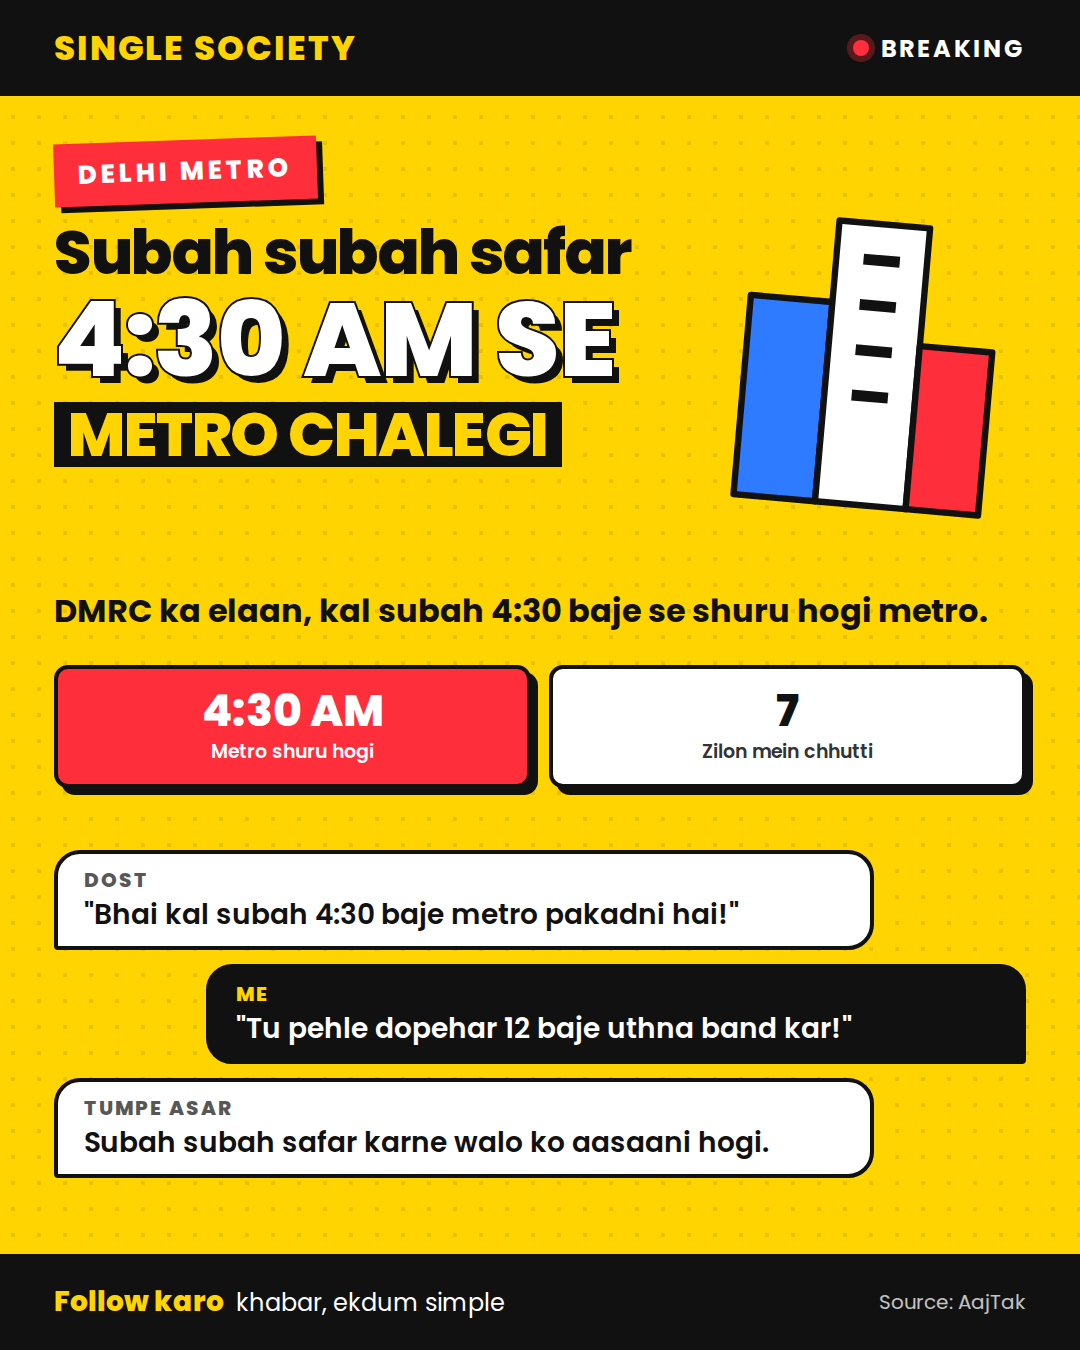 SINGLE SOCIETY
BREAKING
DELHI METRO
Subah subah safar
4:30 AM SE
METRO CHALEGI
DMRC ka elaan, kal subah 4:30 baje se shuru hogi metro.
4:30 AM
Metro shuru hogi
7
Zilon mein chhutti
DOST
"Bhai kal subah 4:30 baje metro pakadni hai!"
ME
"Tu pehle dopehar 12 baje uthna band kar!"
TUMPE ASAR
Subah subah safar karne walo ko aasaani hogi.
Follow karo khabar, ekdum simple
Source: AajTak